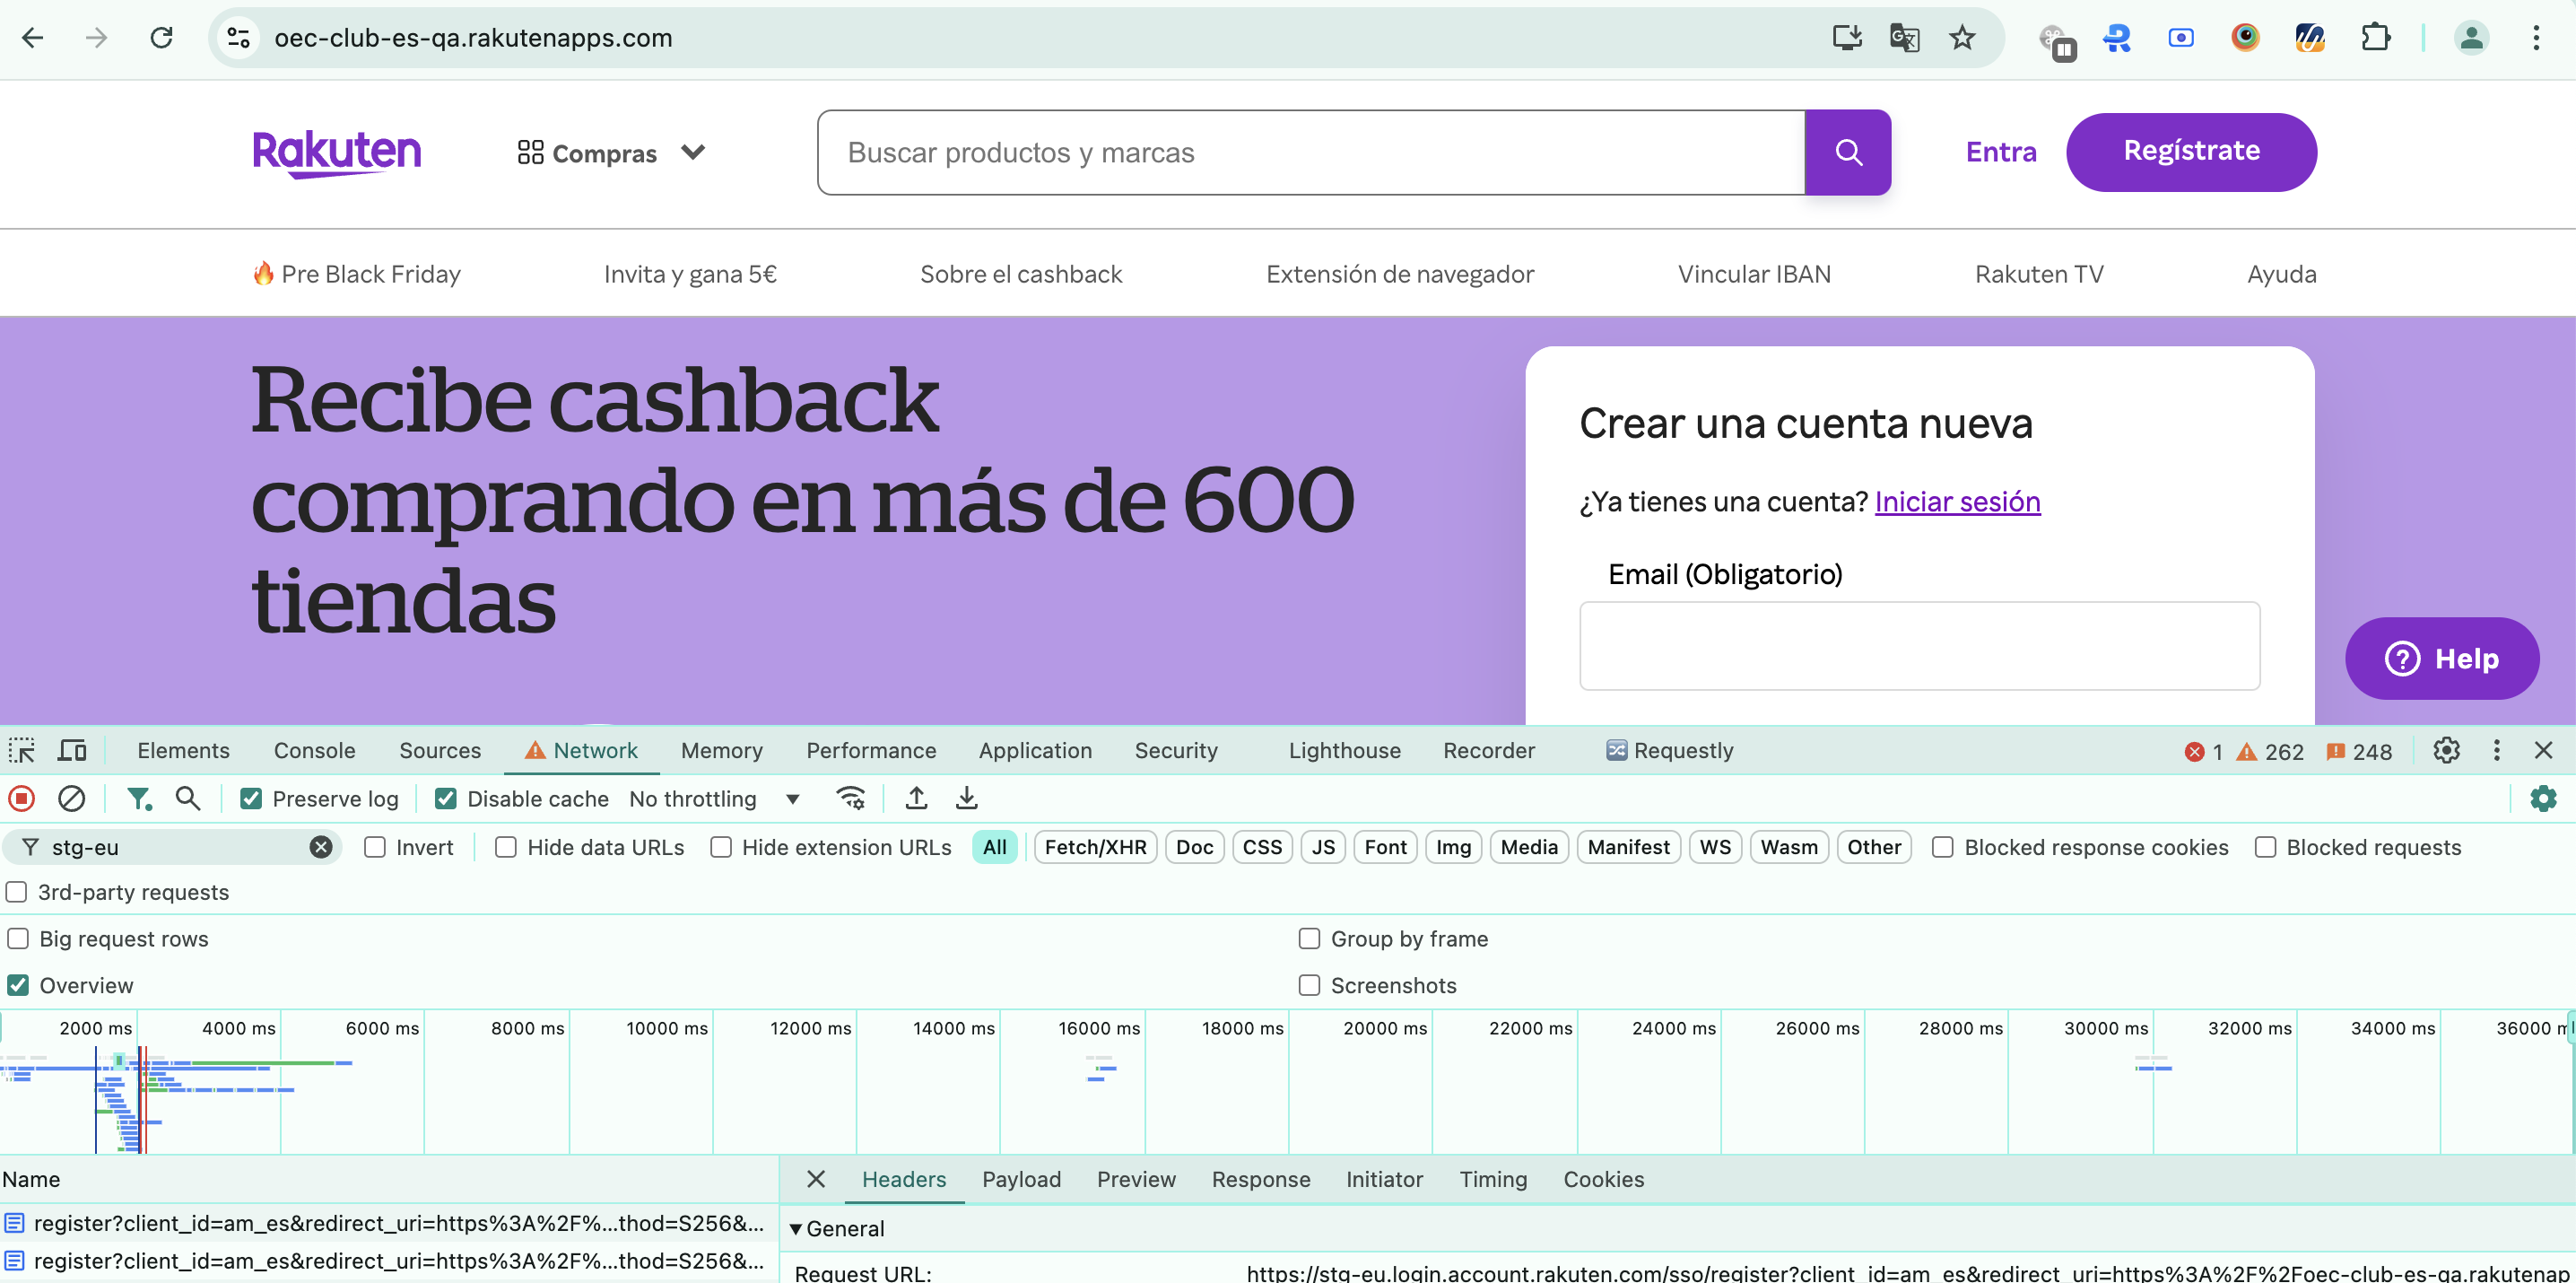 oec-club-es-qa.rakutenapps.com
Rakuten
Compras
Buscar productos y marcas
Entra
Regístrate
🔥 Pre Black Friday
Invita y gana 5€
Sobre el cashback
Extensión de navegador
Vincular IBAN
Rakuten TV
Ayuda
Recibe cashback
comprando en más de 600
tiendas
Crear una cuenta nueva
¿Ya tienes una cuenta? Iniciar sesión
Email (Obligatorio)
Help
Elements Console Sources Network Memory Performance Application Security Lighthouse Recorder Requestly 1 262 248
Preserve log Disable cache No throttling
stg-eu Invert Hide data URLs Hide extension URLs All Fetch/XHR Doc CSS JS Font Img Media Manifest WS Wasm Other Blocked response cookies Blocked requests
3rd-party requests
Big request rows Group by frame
Overview Screenshots
2000 ms 4000 ms 6000 ms 8000 ms 10000 ms 12000 ms 14000 ms 16000 ms 18000 ms 20000 ms 22000 ms 24000 ms 26000 ms 28000 ms 30000 ms 32000 ms 34000 ms 36000 m
Name
Headers Payload Preview Response Initiator Timing Cookies
register?client_id=am_es&redirect_uri=https%3A%2F%...thod=S256&...
General
register?client_id=am_es&redirect_uri=https%3A%2F%...thod=S256&...
Request URL: https://stg-eu.login.account.rakuten.com/sso/register?client_id=am_es&redirect_uri=https%3A%2F%2Foec-club-es-qa.rakutenap